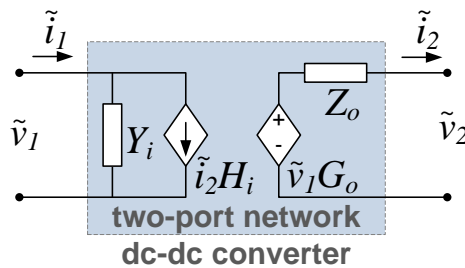 ĩ₁
ĩ₂
ṽ₁
Yᵢ
ĩ₂Hᵢ
+
-
ṽ₁Gₒ
Zₒ
ṽ₂
two-port network
dc-dc converter